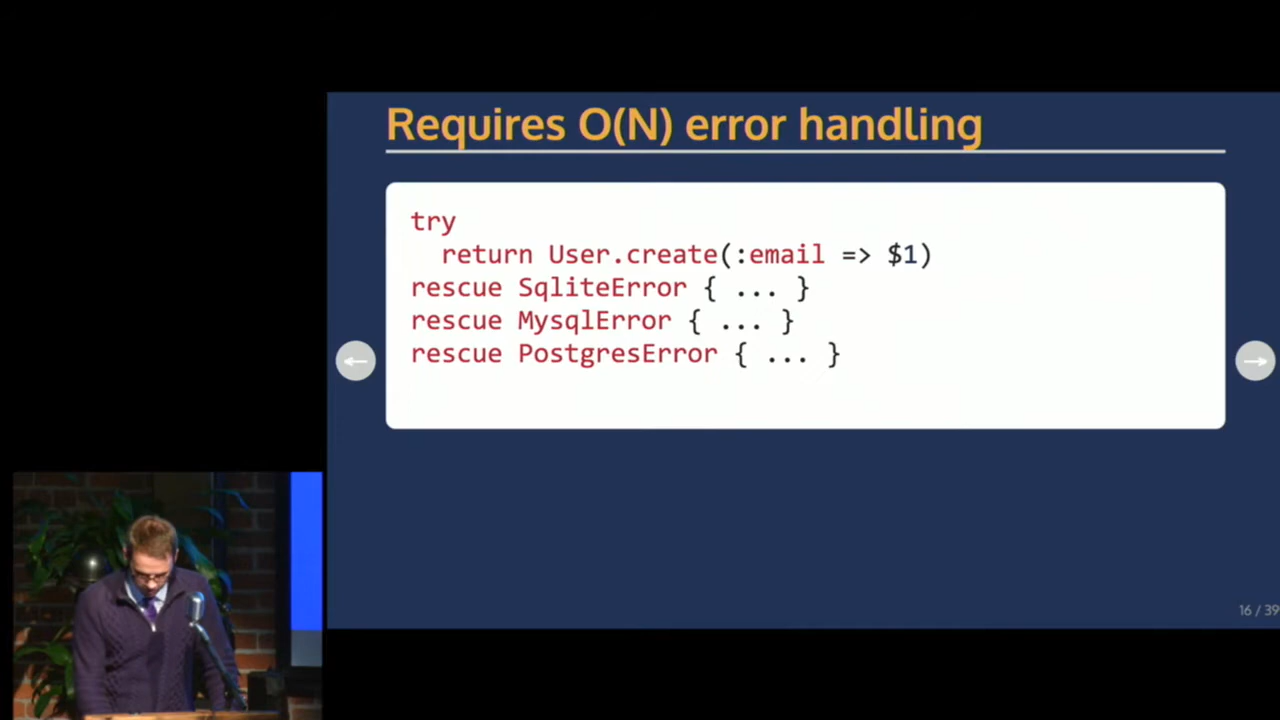 Requires O(N) error handling
try
return User.create(:email => $1)
rescue SqliteError { ... }
rescue MysqlError { ... }
rescue PostgresError { ... }
16 / 39